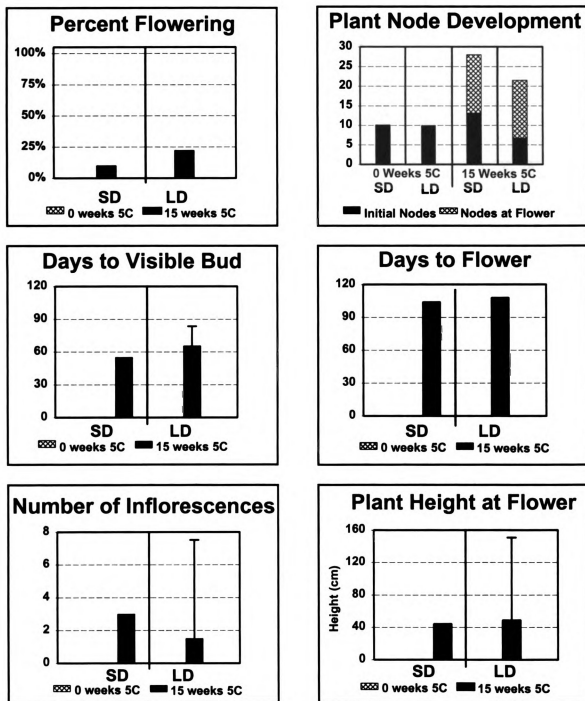 Percent Flowering
100%
75%
50%
25%
0%
SD LD
0 weeks 5C 15 weeks 5C
Plant Node Development
30
25
20
15
10
5
0
0 Weeks 5C 15 Weeks 5C
SD LD SD LD
Initial Nodes Nodes at Flower
Days to Visible Bud
120
90
60
30
0
SD LD
0 weeks 5C 15 weeks 5C
Days to Flower
120
90
60
30
0
SD LD
0 weeks 5C 15 weeks 5C
Number of Inflorescences
8
6
4
2
0
SD LD
0 weeks 5C 15 weeks 5C
Plant Height at Flower
Height (cm)
160
120
80
40
0
SD LD
0 weeks 5C 15 weeks 5C